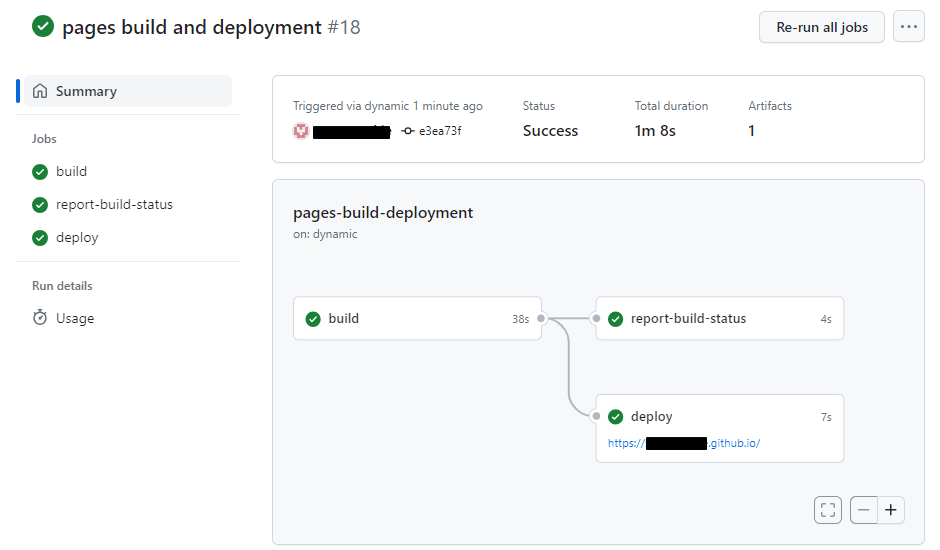 pages build and deployment #18
Re-run all jobs
Summary
Jobs
build
report-build-status
deploy
Run details
Usage
Triggered via dynamic 1 minute ago
e3ea73f
Status
Success
Total duration
1m 8s
Artifacts
1
pages-build-deployment
on: dynamic
build 38s
report-build-status 4s
deploy 7s
https:// .github.io/